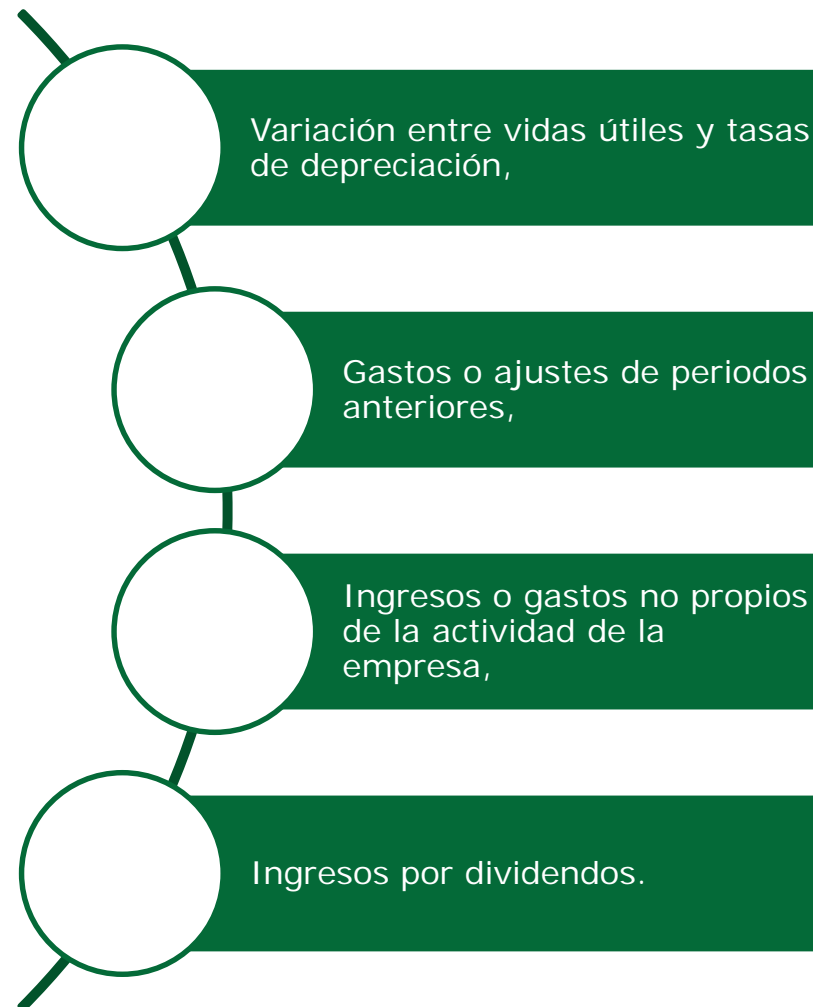 Variación entre vidas útiles y tasas
de depreciación,
Gastos o ajustes de periodos
anteriores,
Ingresos o gastos no propios
de la actividad de la
empresa,
Ingresos por dividendos.